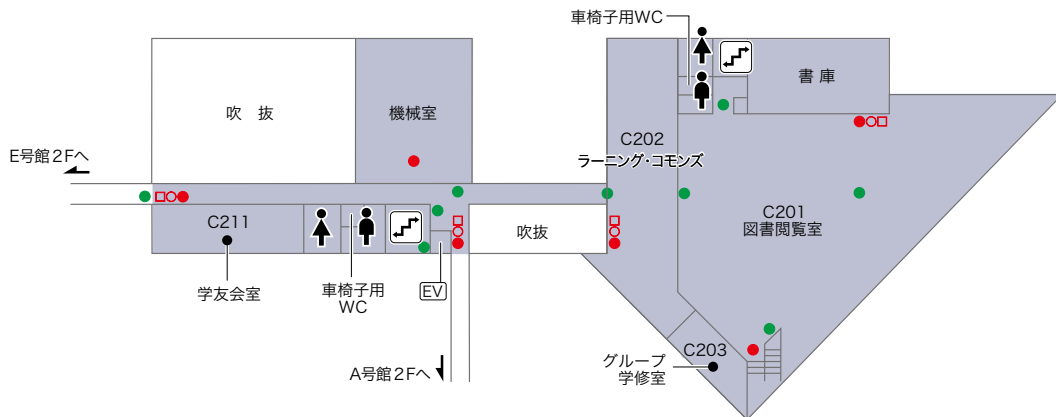 車椅子用WC
書 庫
吹 抜
機械室
C202
ラーニング・コモンズ
E号館2Fへ
C211
C201
図書閲覧室
吹抜
学友会室
車椅子用
WC
EV
C203
グループ
学修室
A号館2Fへ